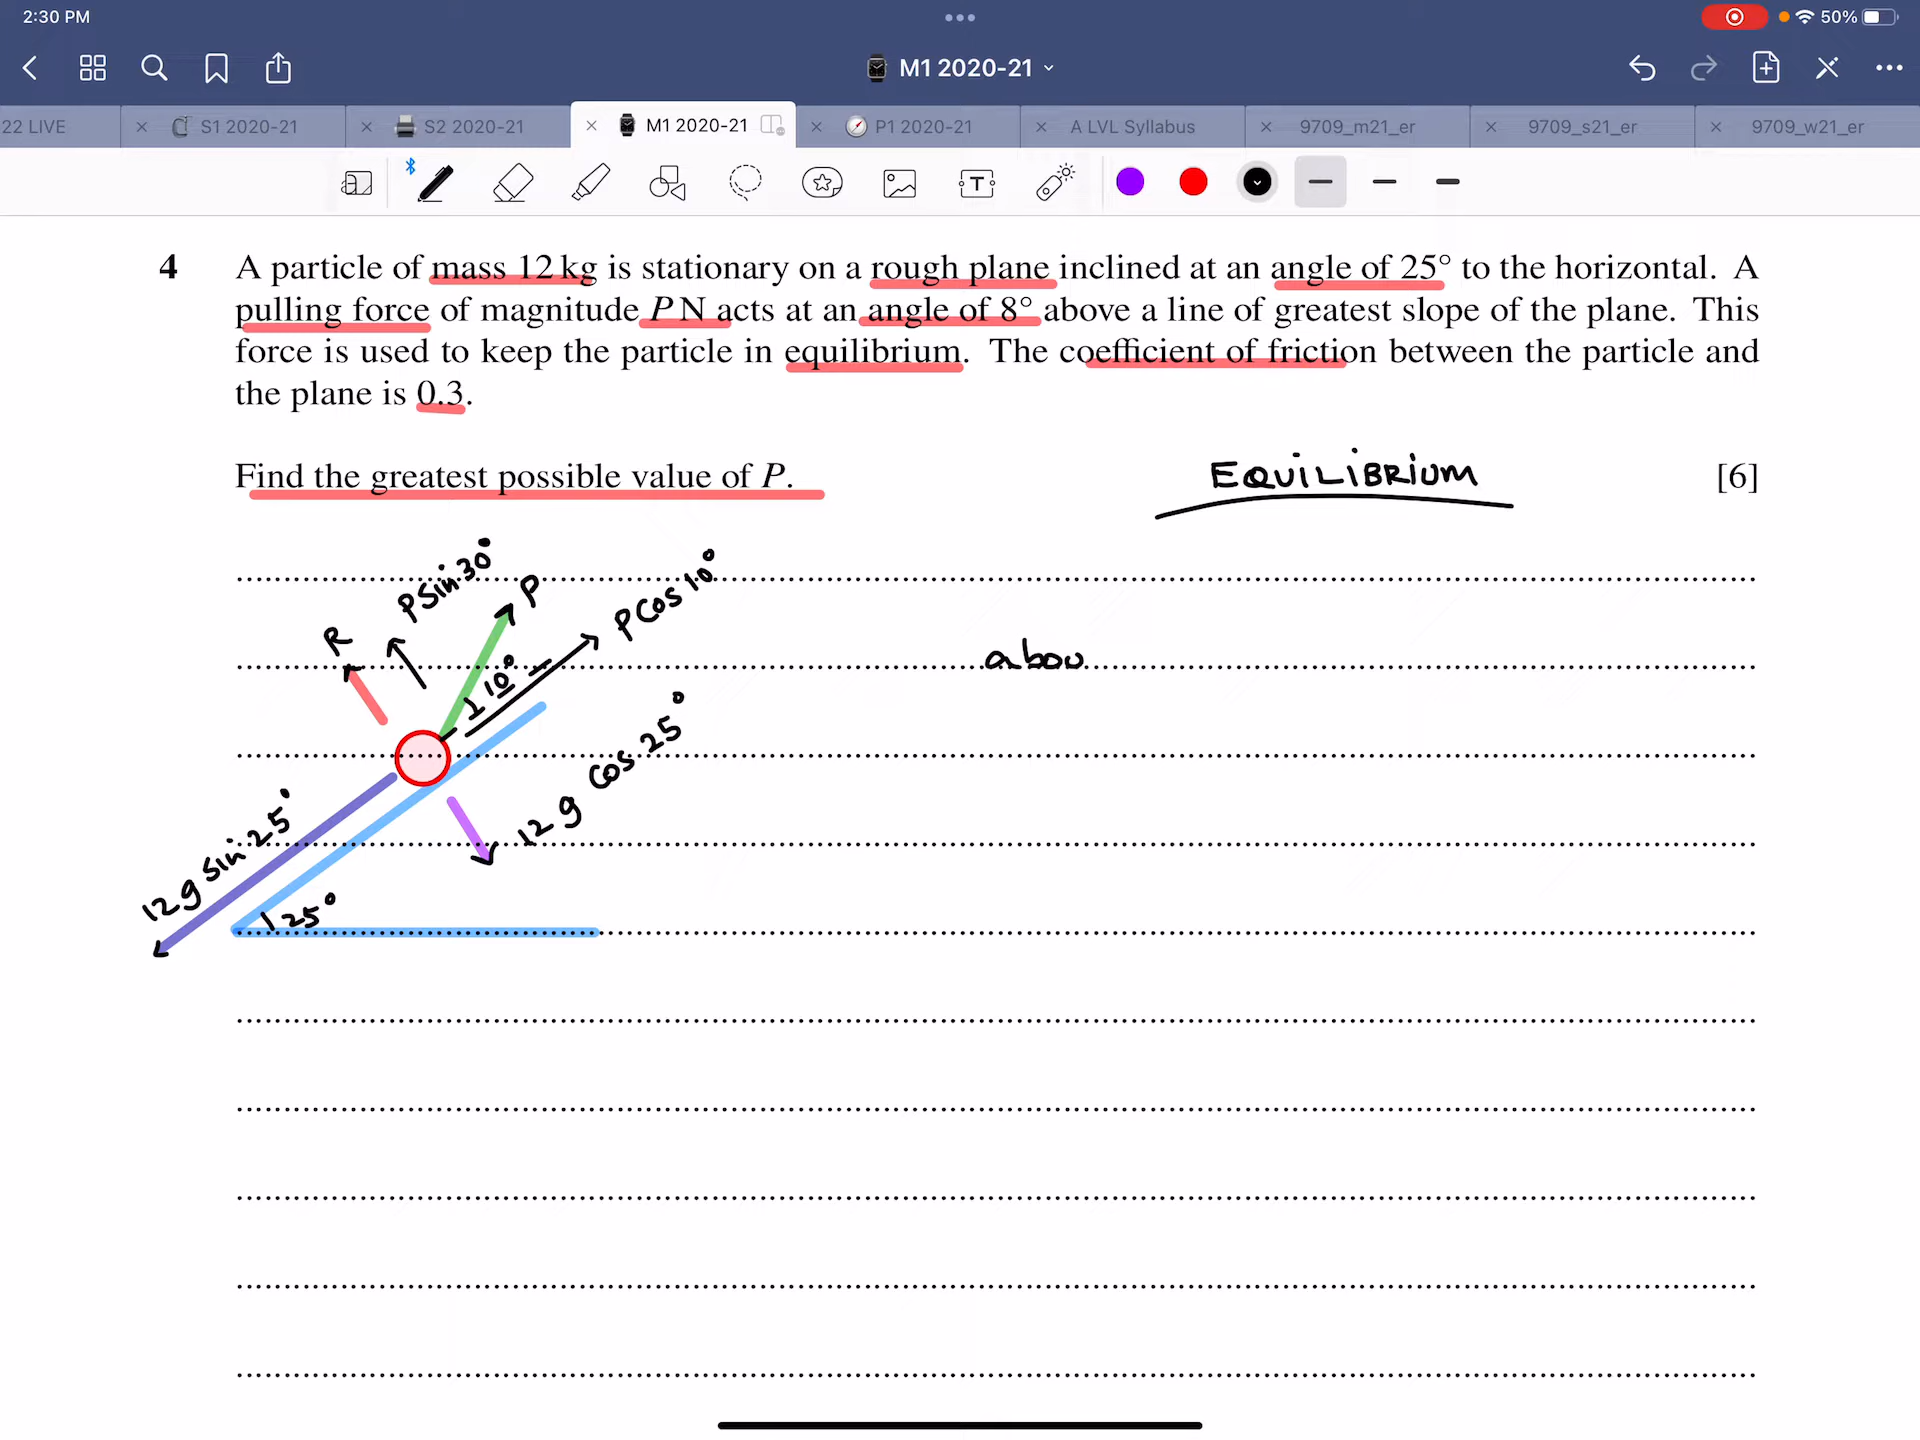 2:30 PM
50%
M1 2020-21
22 LIVE
S1 2020-21
S2 2020-21
M1 2020-21
P1 2020-21
A LVL Syllabus
9709_m21_er
9709_s21_er
9709_w21_er
4 A particle of mass 12 kg is stationary on a rough plane inclined at an angle of 25° to the horizontal. A
pulling force of magnitude P N acts at an angle of 8° above a line of greatest slope of the plane. This
force is used to keep the particle in equilibrium. The coefficient of friction between the particle and
the plane is 0.3.
Find the greatest possible value of P. [6]
EQUILIBRIUM
PSin30°
P
PCos10°
R
10°
abou
12g cos 25°
12g sin 25°
25°